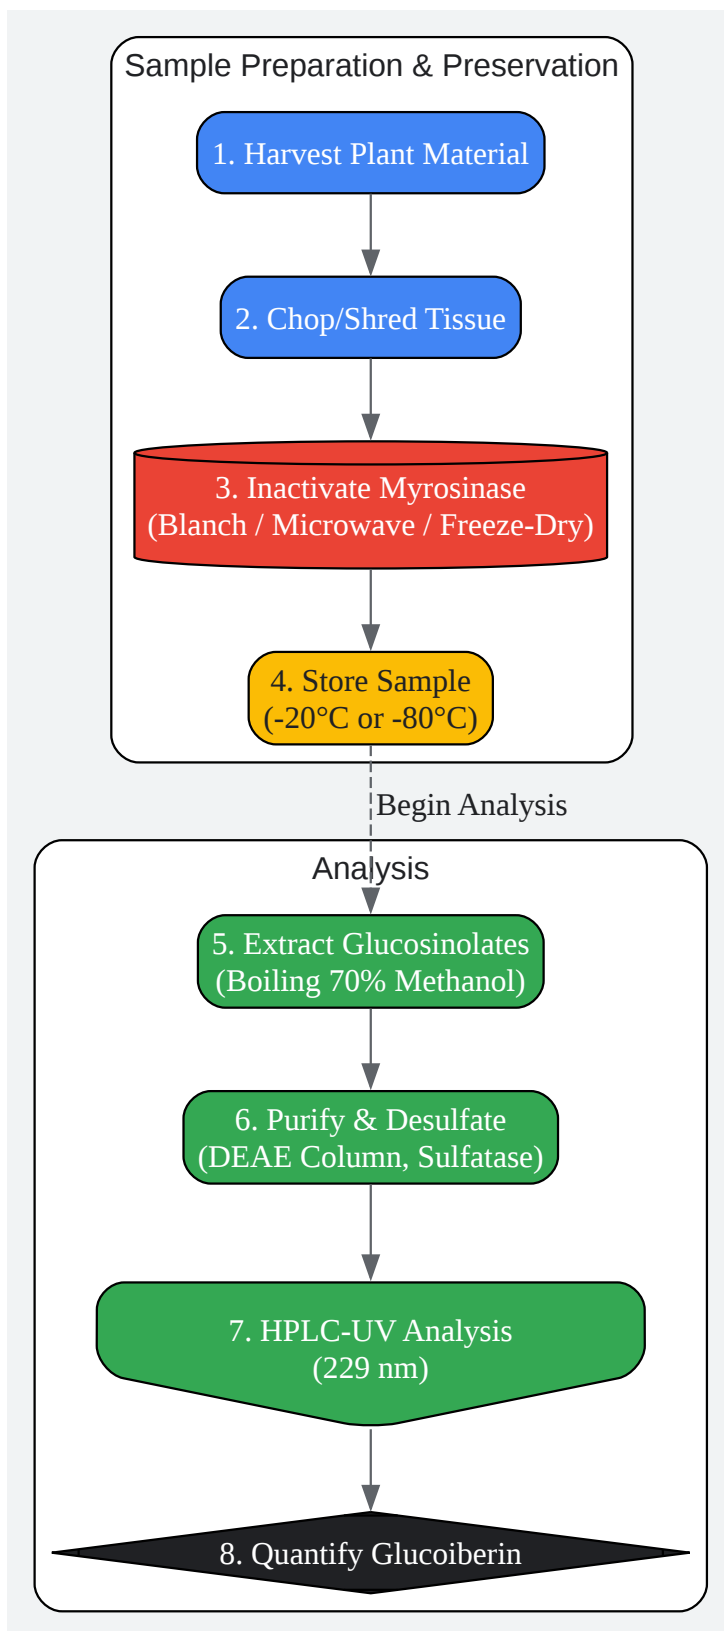 Sample Preparation & Preservation
1. Harvest Plant Material
2. Chop/Shred Tissue
3. Inactivate Myrosinase
(Blanch / Microwave / Freeze-Dry)
4. Store Sample
(-20°C or -80°C)
Begin Analysis
Analysis
5. Extract Glucosinolates
(Boiling 70% Methanol)
6. Purify & Desulfate
(DEAE Column, Sulfatase)
7. HPLC-UV Analysis
(229 nm)
8. Quantify Glucoiberin